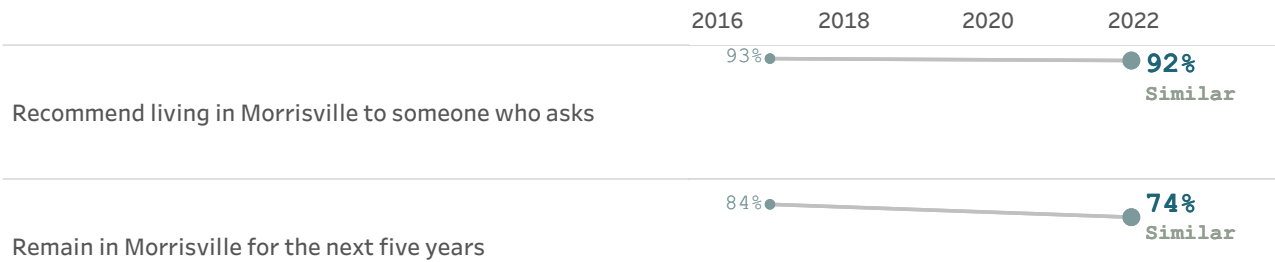 2016 2018 2020 2022
93% 92%
Similar
Recommend living in Morrisville to someone who asks
84% 74%
Similar
Remain in Morrisville for the next five years